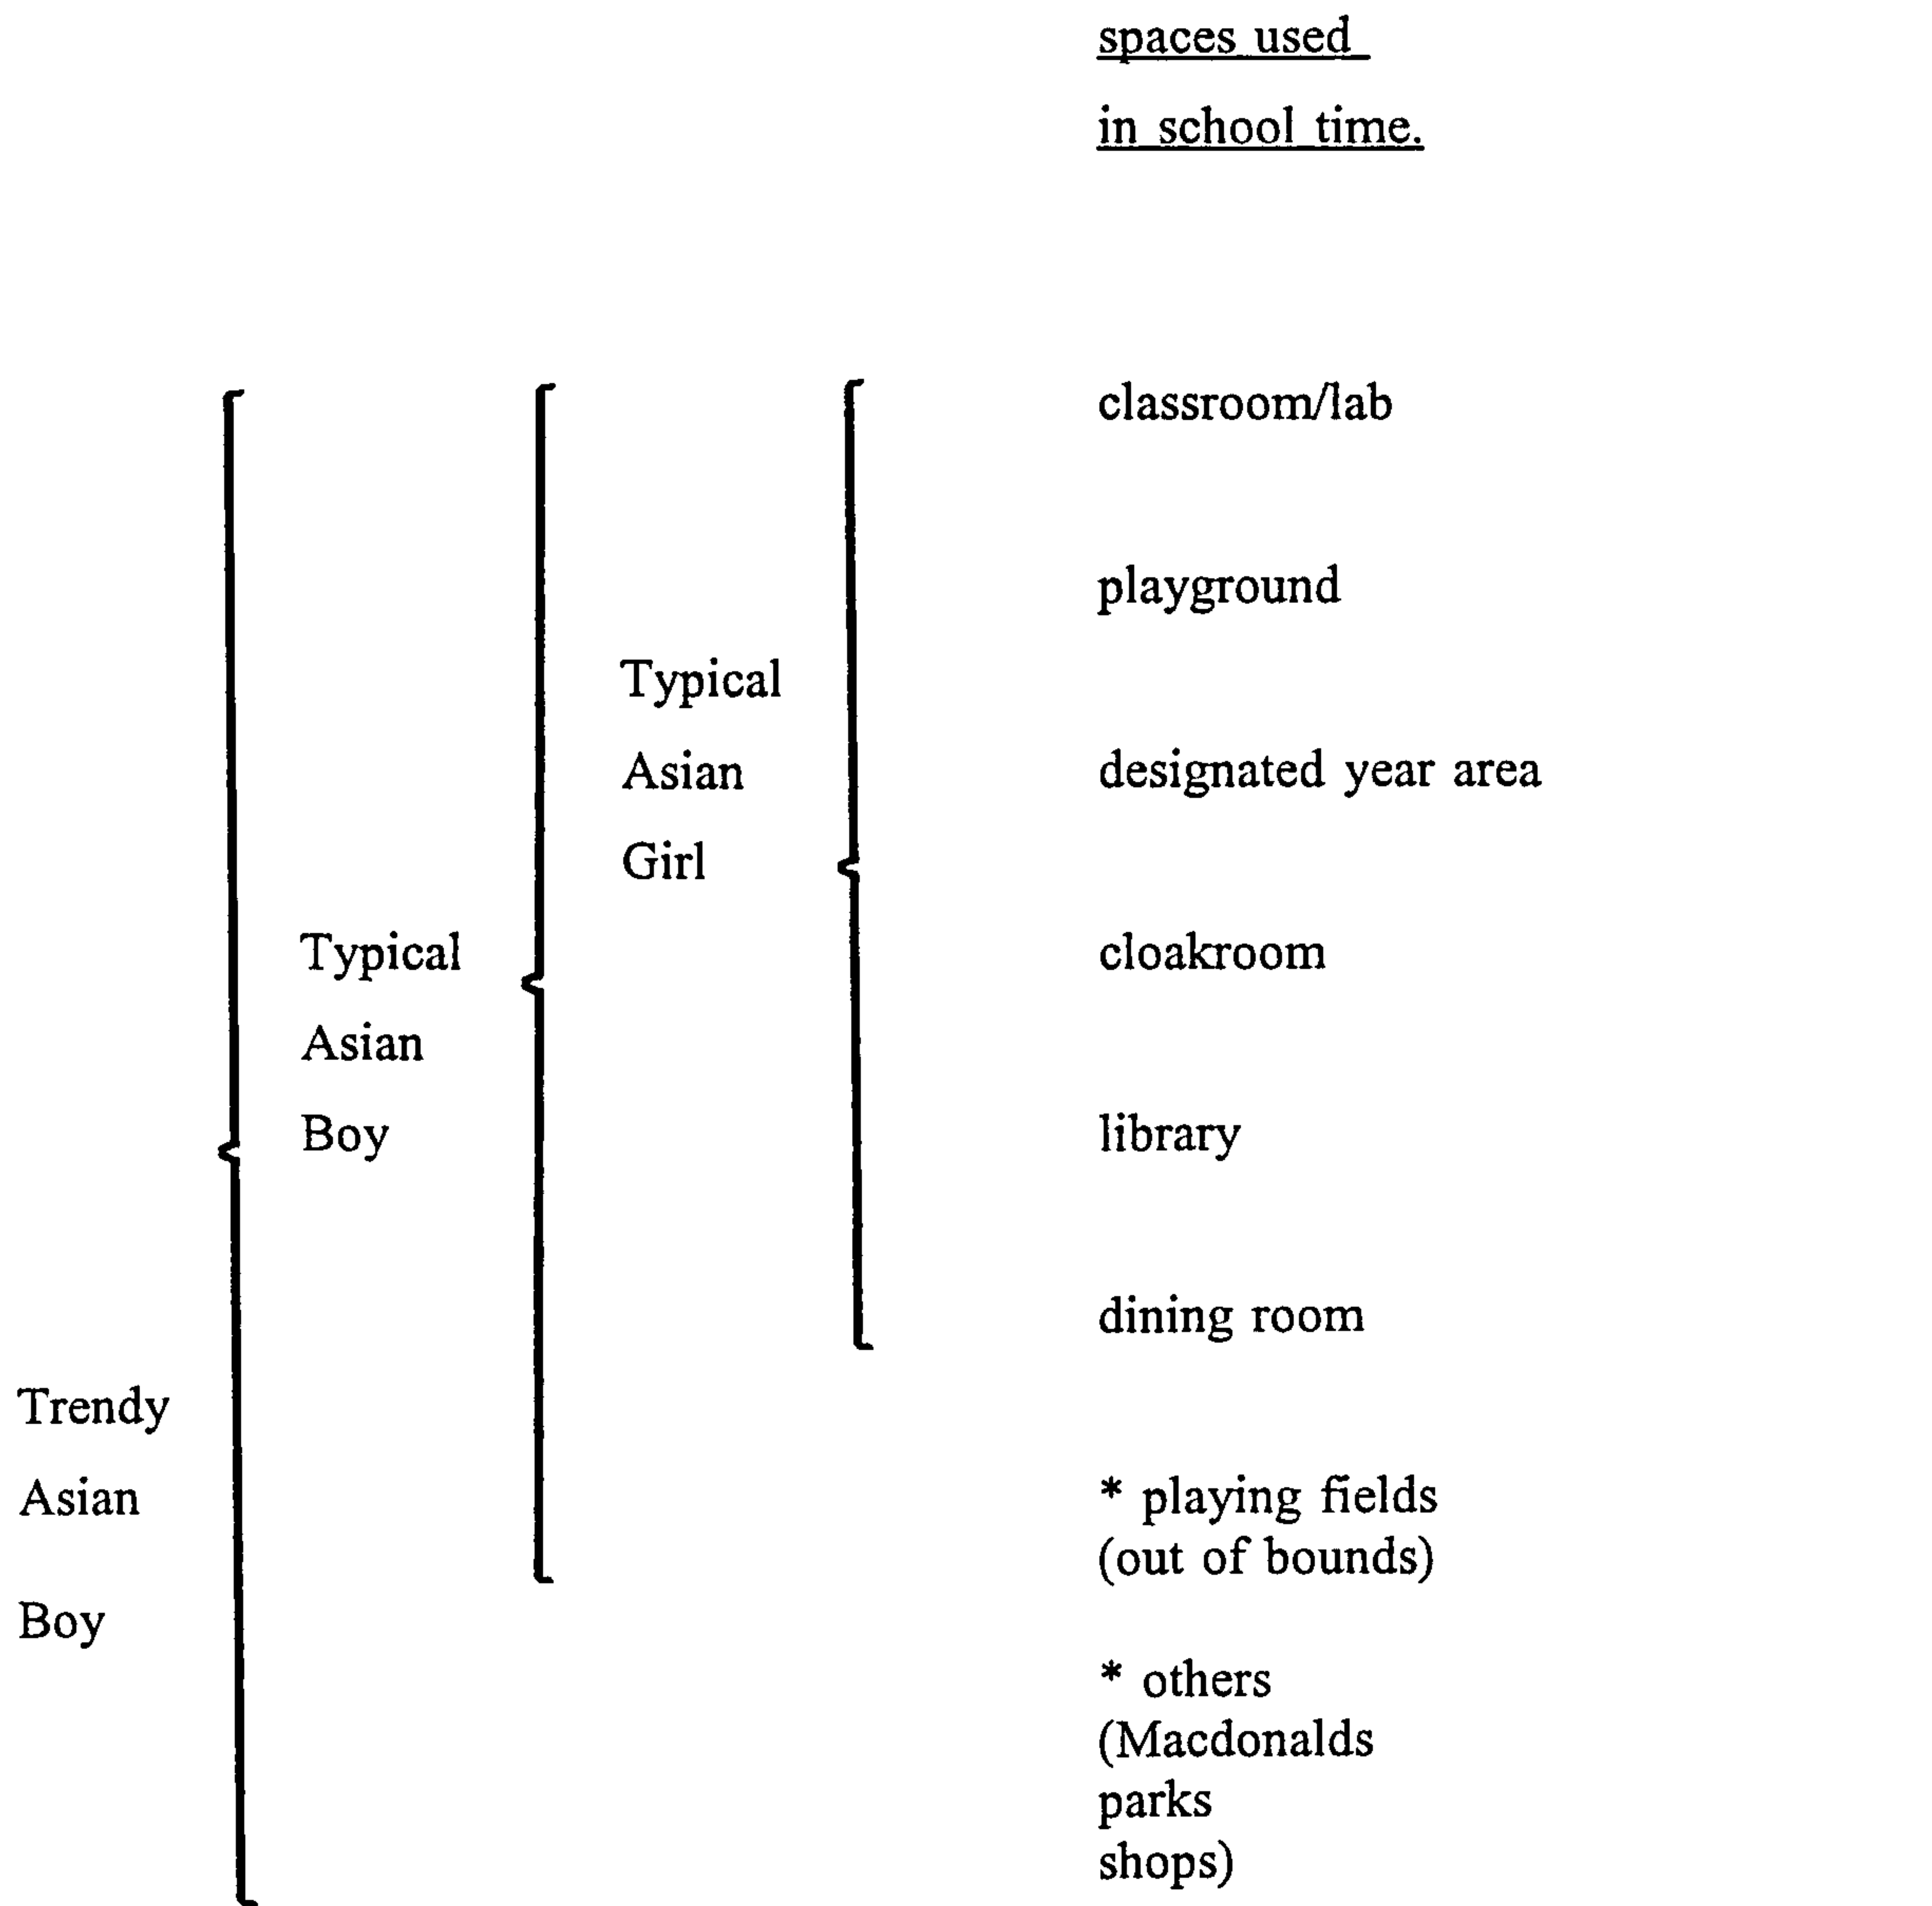 spaces used
in school time.
classroom/lab
playground
Typical
Asian
Girl
designated year area
Typical
Asian
Boy
cloakroom
library
dining room
Trendy
Asian
Boy
* playing fields
(out of bounds)
* others
(Macdonalds
parks
shops)